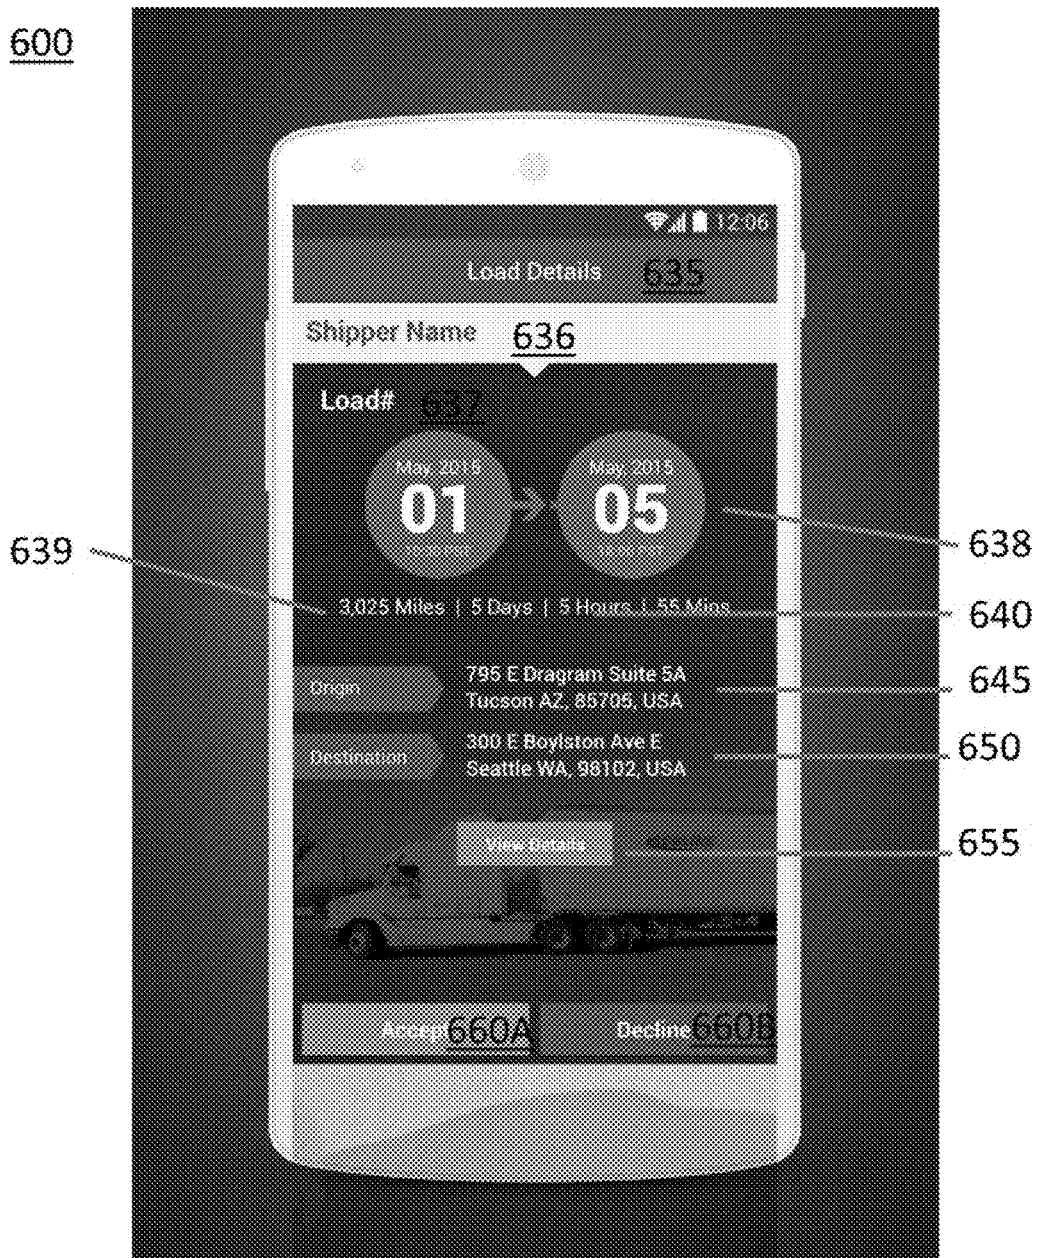 600
12:06
Load Details 635
Shipper Name 636
Load# 637
May, 2015 May, 2015
01 05
638
639
3,025 Miles | 5 Days | 5 Hours | 55 Mins
640
Origin 795 E Dragram Suite 5A 645
Tucson AZ, 85705, USA
Destination 300 E Boylston Ave E 650
Seattle WA, 98102, USA
View Details 655
Accept 660A Decline 660B